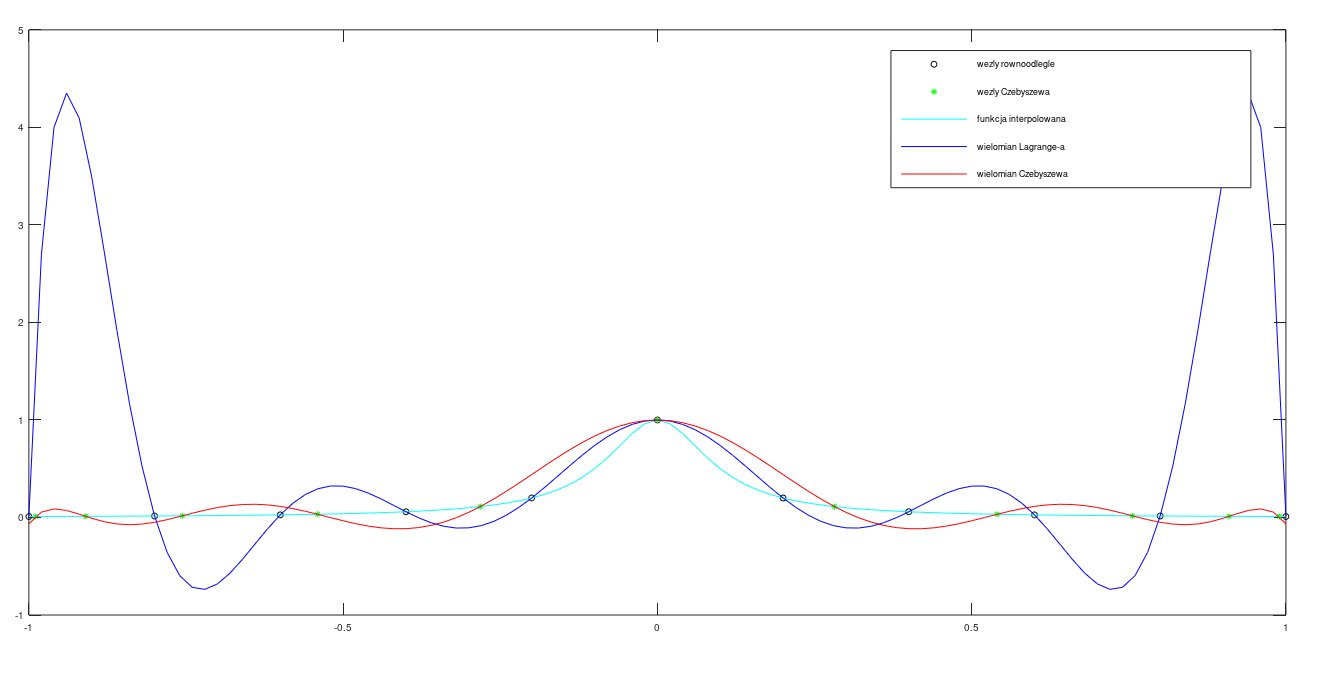 5
4
3
2
1
0
-1
-1
-0.5
0
0.5
1
wezly rownoodlegle
wezly Czebyszewa
funkcja interpolowana
wielomian Lagrange-a
wielomian Czebyszewa